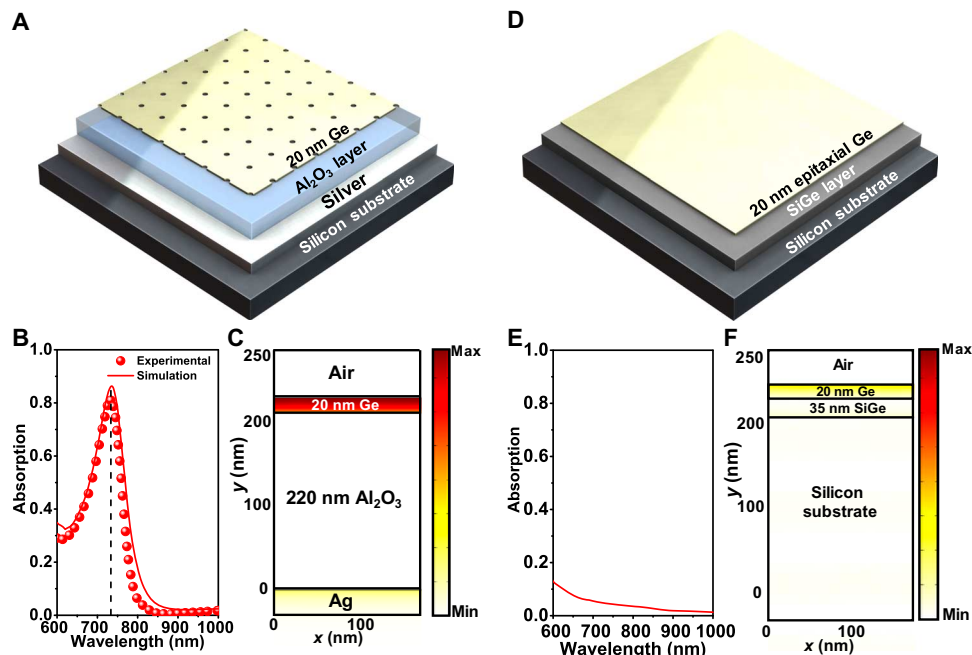 A
20 nm Ge
Al₂O₃ layer
Silver
Silicon substrate
D
20 nm epitaxial Ge
SiGe layer
Silicon substrate
B
Absorption
1.0
0.8
0.6
0.4
0.2
0.0
Experimental
Simulation
600 700 800 900 1000
Wavelength (nm)
C
y (nm)
250
200
100
0
Air
20 nm Ge
220 nm Al₂O₃
Ag
0 100
x (nm)
Max
Min
E
Absorption
1.0
0.8
0.6
0.4
0.2
0.0
600 700 800 900 1000
Wavelength (nm)
F
y (nm)
250
200
100
0
Air
20 nm Ge
35 nm SiGe
Silicon
substrate
0 100
x (nm)
Max
Min